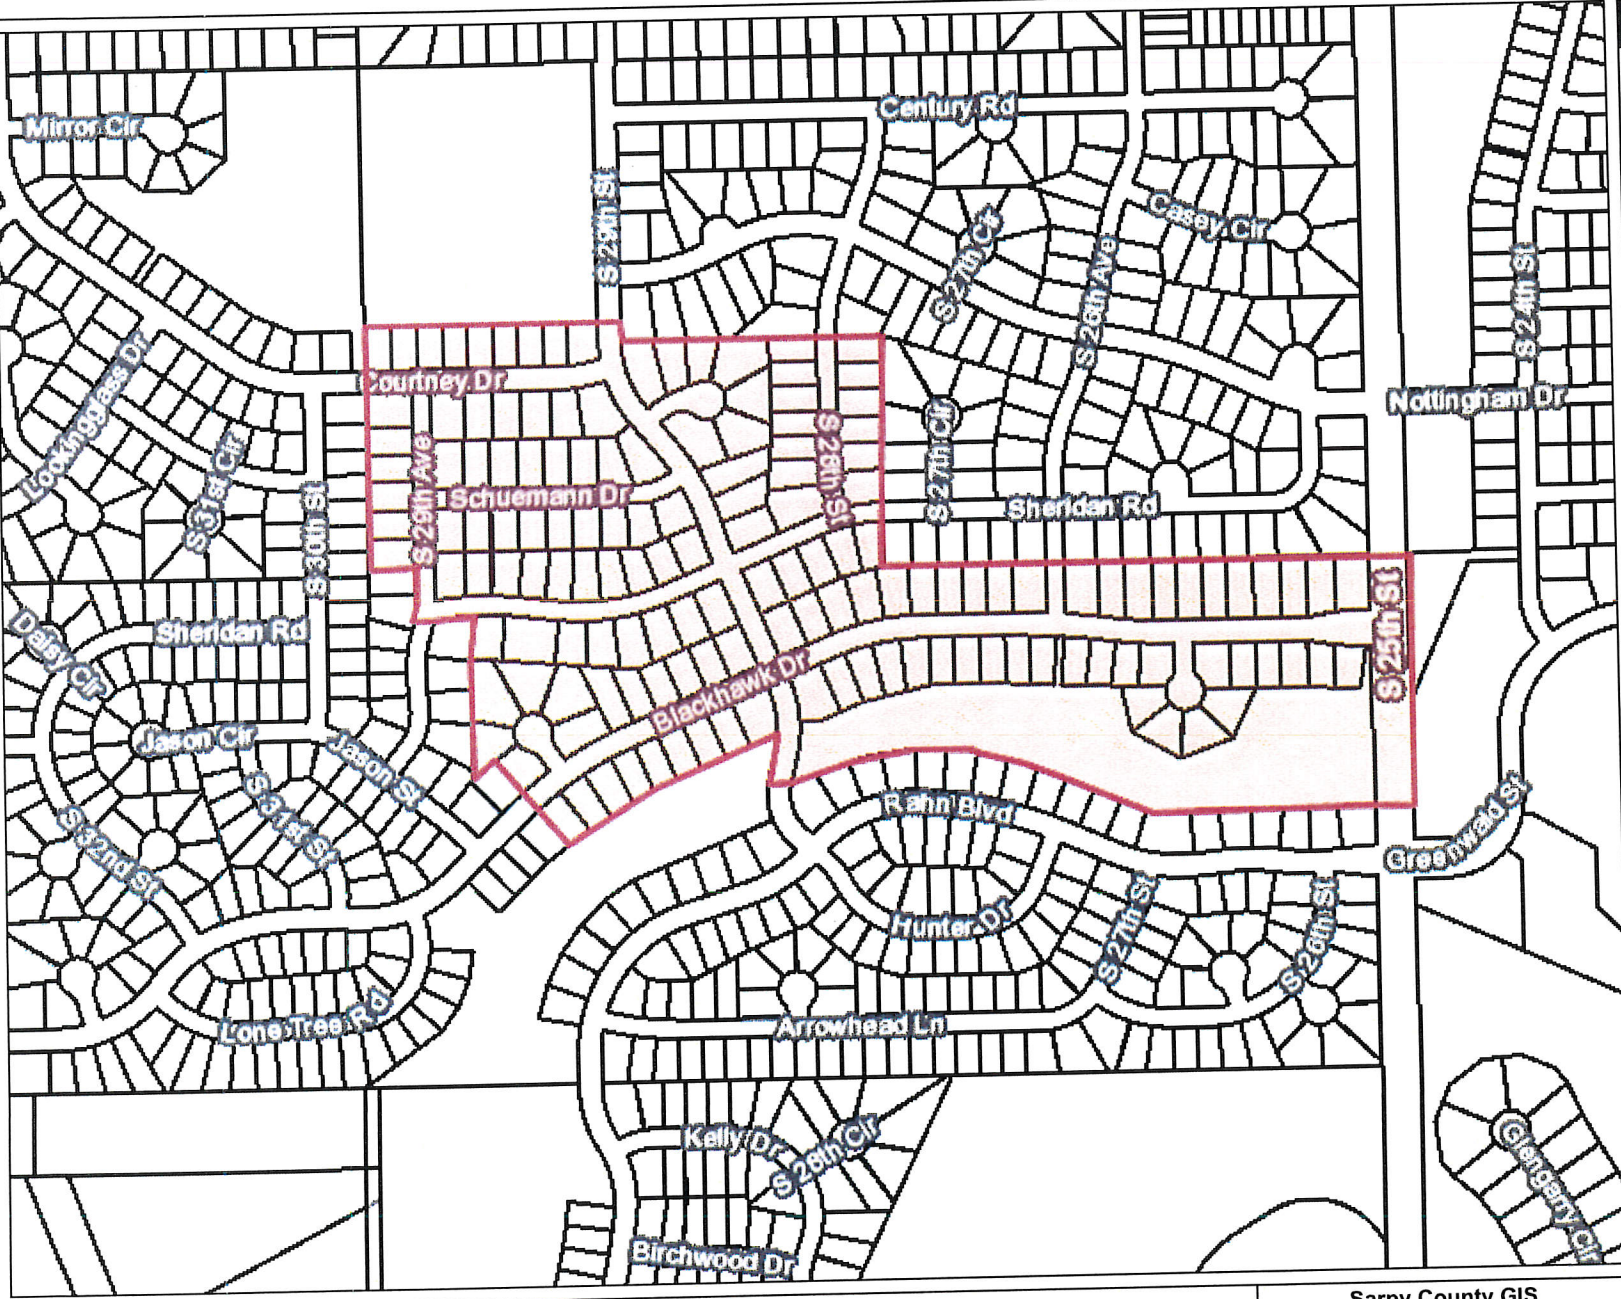 Century Rd
Mirror Cir
S 29th St
Casey Cir
S 27th Cir
S 26th Ave
S 24th St
Lookingglass Dr
Courtney Dr
Nottingham Dr
S 31st Cir
S 29th Ave
Schuemann Dr
S 28th St
S 27th Cir
Sheridan Rd
S 30th St
S 25th St
Sheridan Rd
Daisy Cir
Blackhawk Dr
Jason Cir
Jason St
S 31st St
S 32nd St
Rahn Blvd
Greenwald St
Hunter Dr
S 27th St
S 26th St
Lone Tree Rd
Arrowhead Ln
Kelly Dr
S 28th Cir
Glengarry Cir
Birchwood Dr
Sarpy County GIS